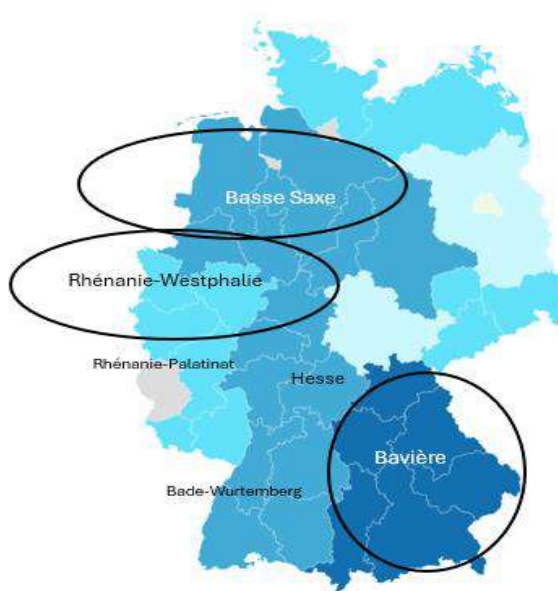 Basse Saxe
Rhénanie-Westphalie
Rhénanie-Palatinat
Hesse
Bavière
Bade-Wurtemberg